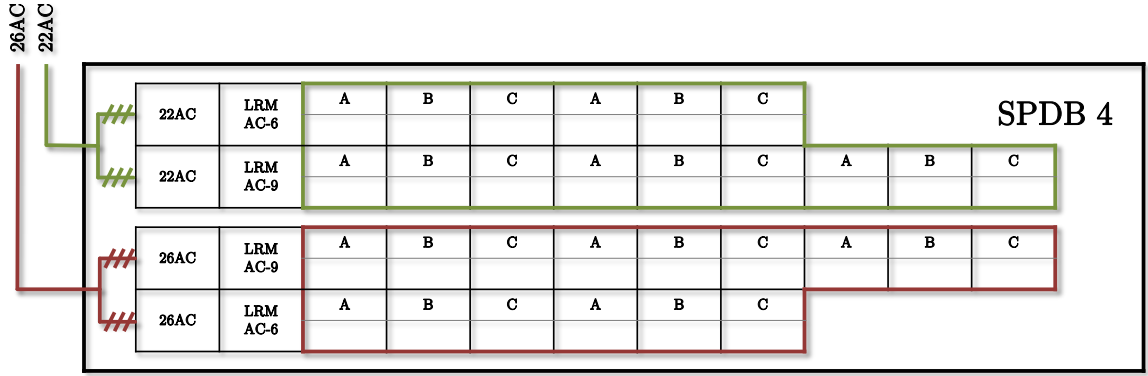 26AC
22AC
SPDB 4
22AC LRM AC-6 A B C A B C
22AC LRM AC-9 A B C A B C A B C
26AC LRM AC-9 A B C A B C A B C
26AC LRM AC-6 A B C A B C